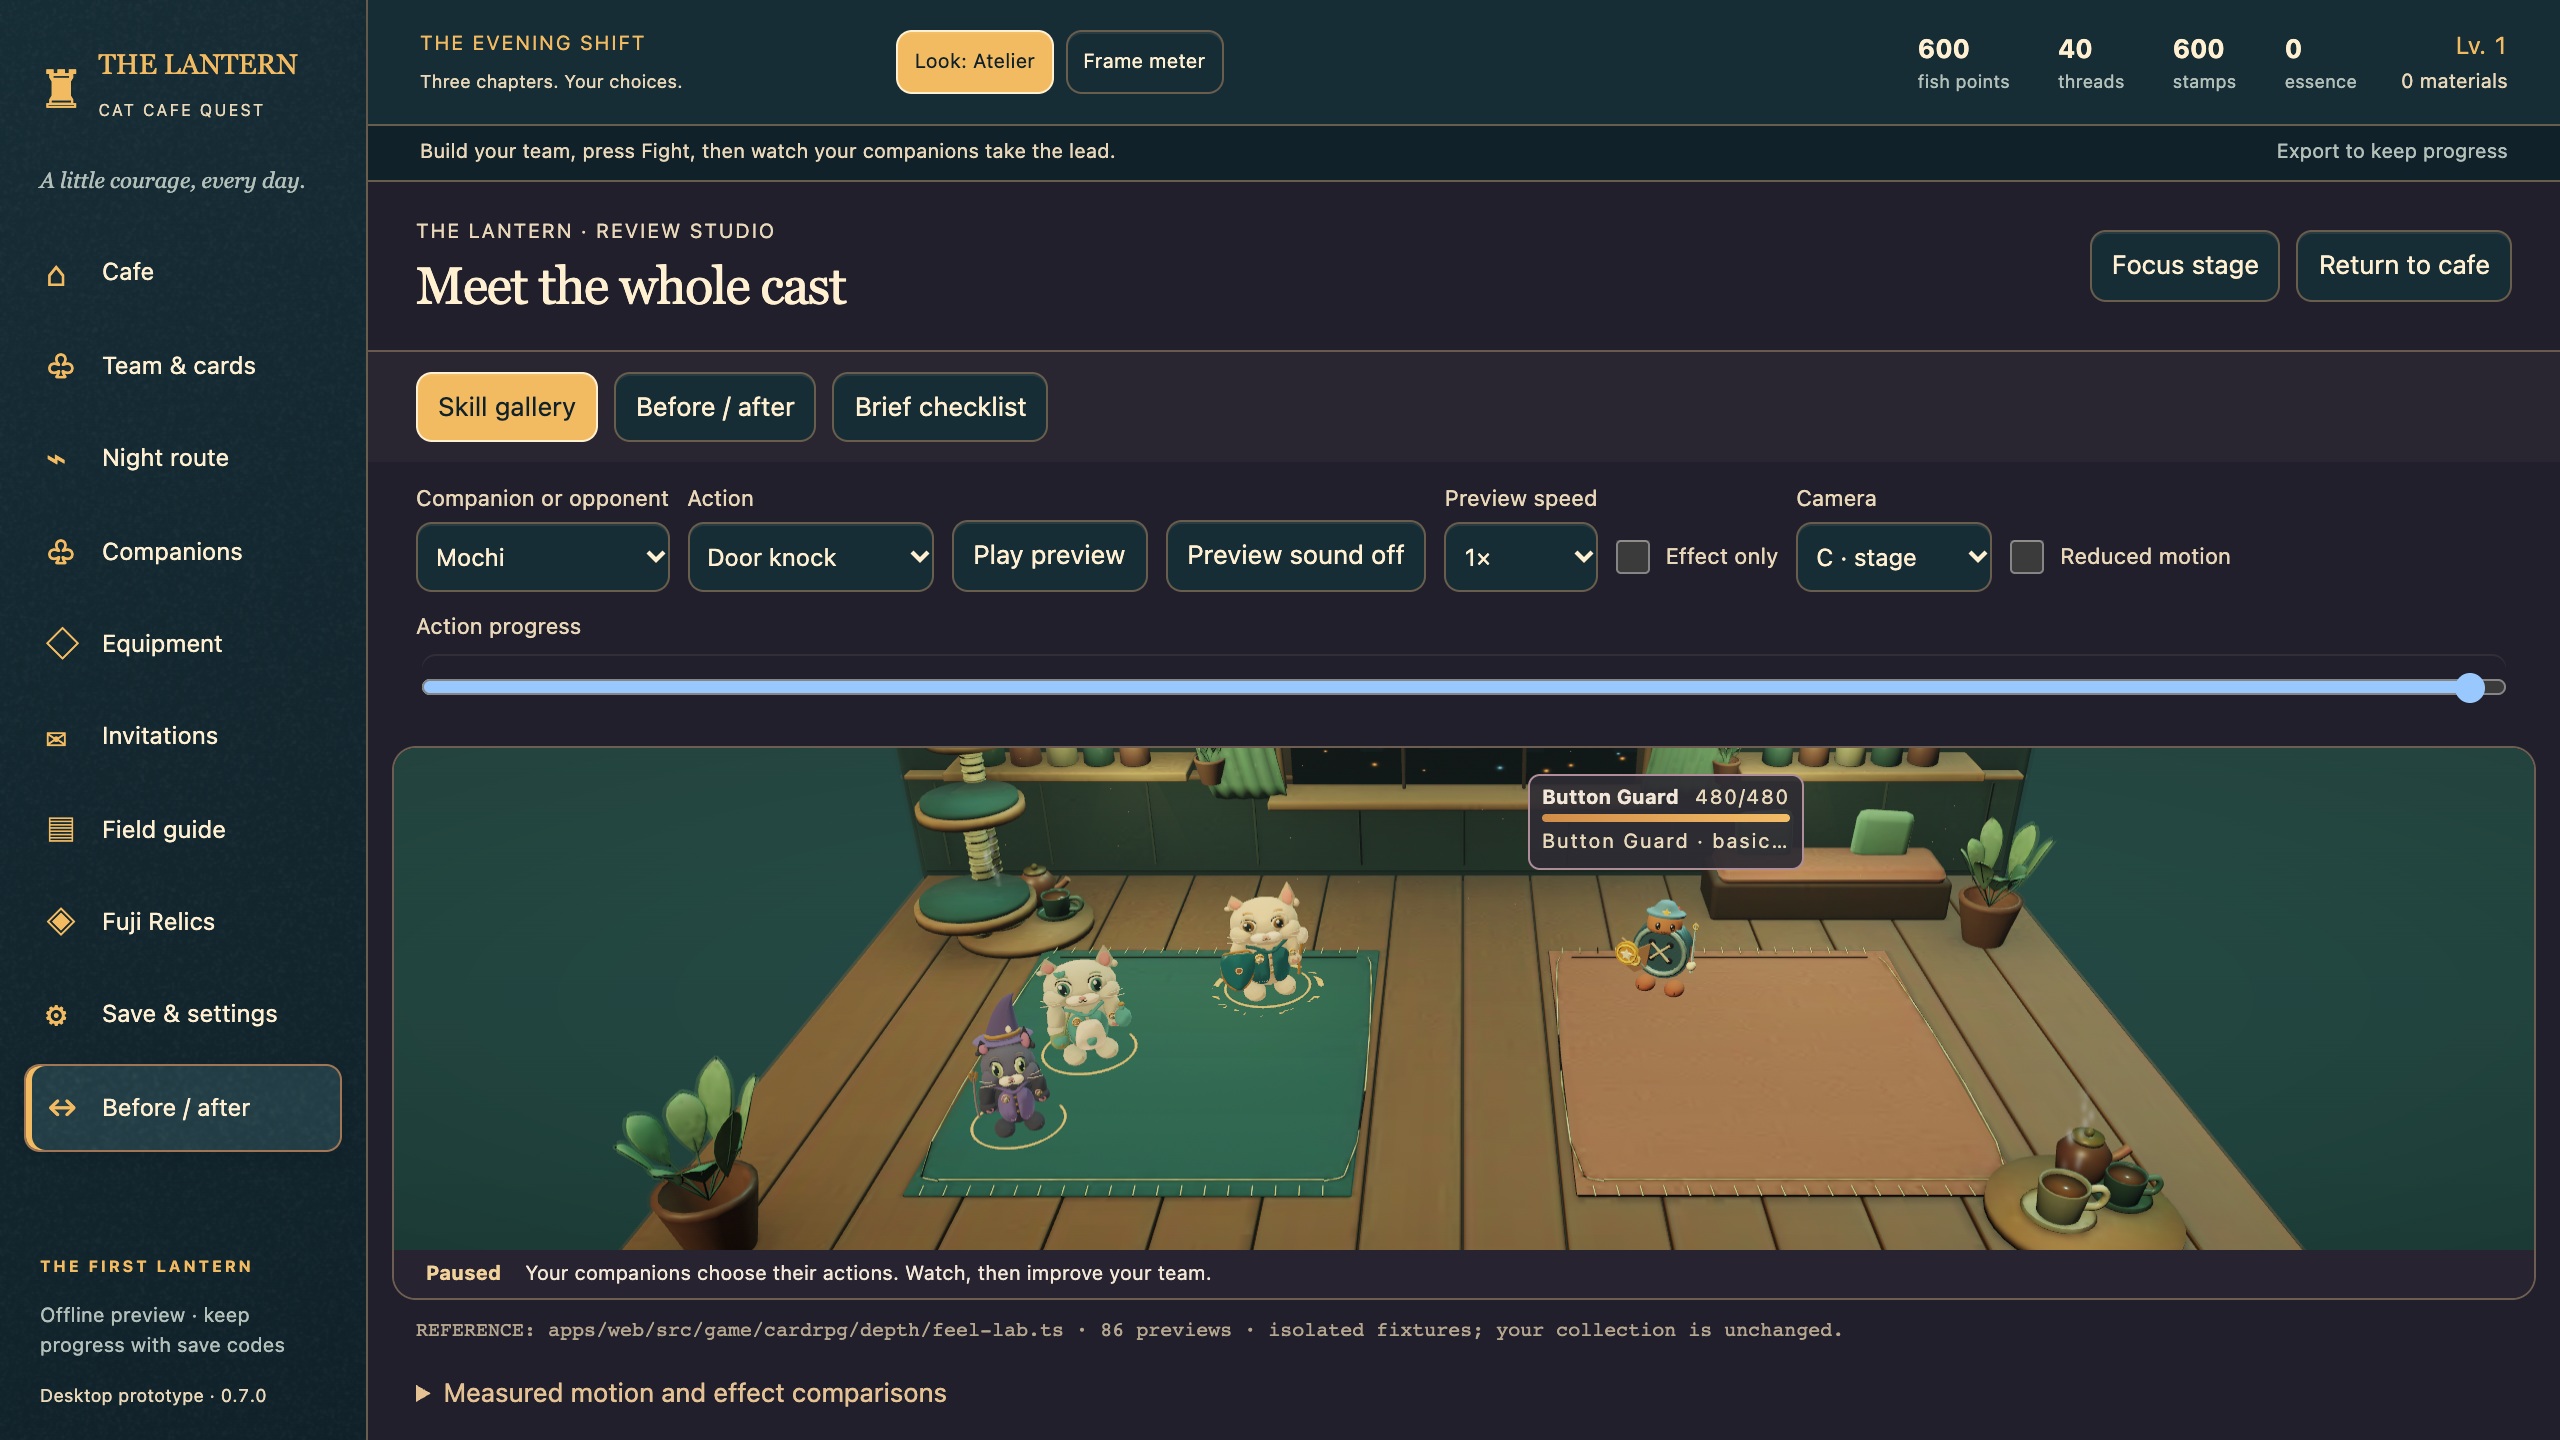 THE LANTERN
CAT CAFE QUEST
A little courage, every day.
Cafe
Team & cards
Night route
Companions
Equipment
Invitations
Field guide
Fuji Relics
Save & settings
Before / after
THE FIRST LANTERN
Offline preview · keep
progress with save codes
Desktop prototype · 0.7.0
THE EVENING SHIFT
Three chapters. Your choices.
Look: Atelier
Frame meter
600 fish points
40 threads
600 stamps
0 essence
Lv. 1
0 materials
Build your team, press Fight, then watch your companions take the lead.
Export to keep progress
THE LANTERN · REVIEW STUDIO
Meet the whole cast
Focus stage
Return to cafe
Skill gallery
Before / after
Brief checklist
Companion or opponent
Mochi
Action
Door knock
Play preview
Preview sound off
Preview speed
1×
Effect only
Camera
C · stage
Reduced motion
Action progress
Button Guard 480/480
Button Guard · basic…
Paused Your companions choose their actions. Watch, then improve your team.
REFERENCE: apps/web/src/game/cardrpg/depth/feel-lab.ts · 86 previews · isolated fixtures; your collection is unchanged.
Measured motion and effect comparisons